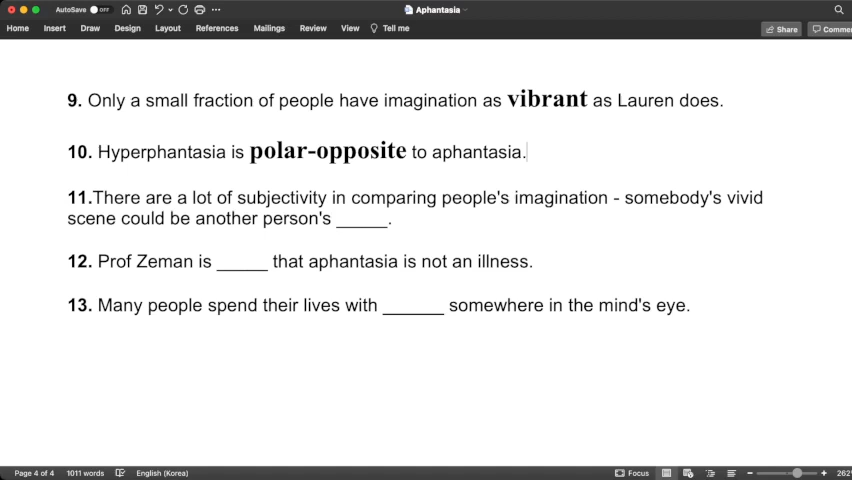 AutoSave OFF
Aphantasia
Home Insert Draw Design Layout References Mailings Review View Tell me Share
9. Only a small fraction of people have imagination as vibrant as Lauren does.
10. Hyperphantasia is polar-opposite to aphantasia.
11.There are a lot of subjectivity in comparing people's imagination - somebody's vivid
scene could be another person's _____.
12. Prof Zeman is _____ that aphantasia is not an illness.
13. Many people spend their lives with ______ somewhere in the mind's eye.
Page 4 of 4 1011 words English (Korea) Focus 262